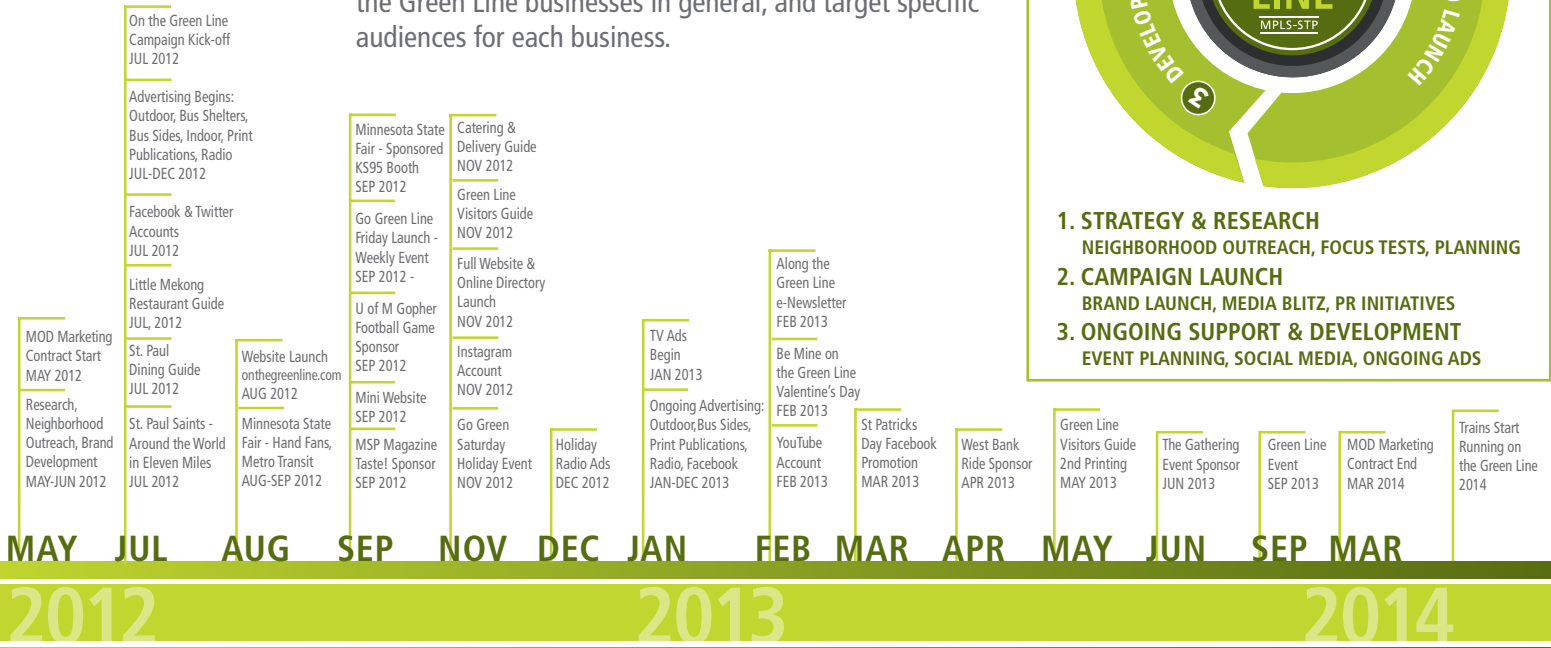 the Green Line businesses in general, and target specific
audiences for each business.
LINE
MPLS-STP
LAUNCH
3
1. STRATEGY & RESEARCH
NEIGHBORHOOD OUTREACH, FOCUS TESTS, PLANNING
2. CAMPAIGN LAUNCH
BRAND LAUNCH, MEDIA BLITZ, PR INITIATIVES
3. ONGOING SUPPORT & DEVELOPMENT
EVENT PLANNING, SOCIAL MEDIA, ONGOING ADS
MOD Marketing
Contract Start
MAY 2012
Research,
Neighborhood
Outreach, Brand
Development
MAY-JUN 2012
On the Green Line
Campaign Kick-off
JUL 2012
Advertising Begins:
Outdoor, Bus Shelters,
Bus Sides, Indoor, Print
Publications, Radio
JUL-DEC 2012
Facebook & Twitter
Accounts
JUL 2012
Little Mekong
Restaurant Guide
JUL, 2012
St. Paul
Dining Guide
JUL 2012
St. Paul Saints -
Around the World
in Eleven Miles
JUL 2012
Website Launch
onthegreenline.com
AUG 2012
Minnesota State
Fair - Hand Fans,
Metro Transit
AUG-SEP 2012
Minnesota State
Fair - Sponsored
KS95 Booth
SEP 2012
Go Green Line
Friday Launch -
Weekly Event
SEP 2012 -
U of M Gopher
Football Game
Sponsor
SEP 2012
Mini Website
SEP 2012
MSP Magazine
Taste! Sponsor
SEP 2012
Catering &
Delivery Guide
NOV 2012
Green Line
Visitors Guide
NOV 2012
Full Website &
Online Directory
Launch
NOV 2012
Instagram
Account
NOV 2012
Go Green
Saturday
Holiday Event
NOV 2012
Holiday
Radio Ads
DEC 2012
TV Ads
Begin
JAN 2013
Ongoing Advertising:
Outdoor,Bus Sides,
Print Publications,
Radio, Facebook
JAN-DEC 2013
Along the
Green Line
e-Newsletter
FEB 2013
Be Mine on
the Green Line
Valentine's Day
FEB 2013
YouTube
Account
FEB 2013
St Patricks
Day Facebook
Promotion
MAR 2013
West Bank
Ride Sponsor
APR 2013
Green Line
Visitors Guide
2nd Printing
MAY 2013
The Gathering
Event Sponsor
JUN 2013
Green Line
Event
SEP 2013
MOD Marketing
Contract End
MAR 2014
Trains Start
Running on
the Green Line
2014
MAY JUL AUG SEP NOV DEC JAN FEB MAR APR MAY JUN SEP MAR
2012 2013 2014